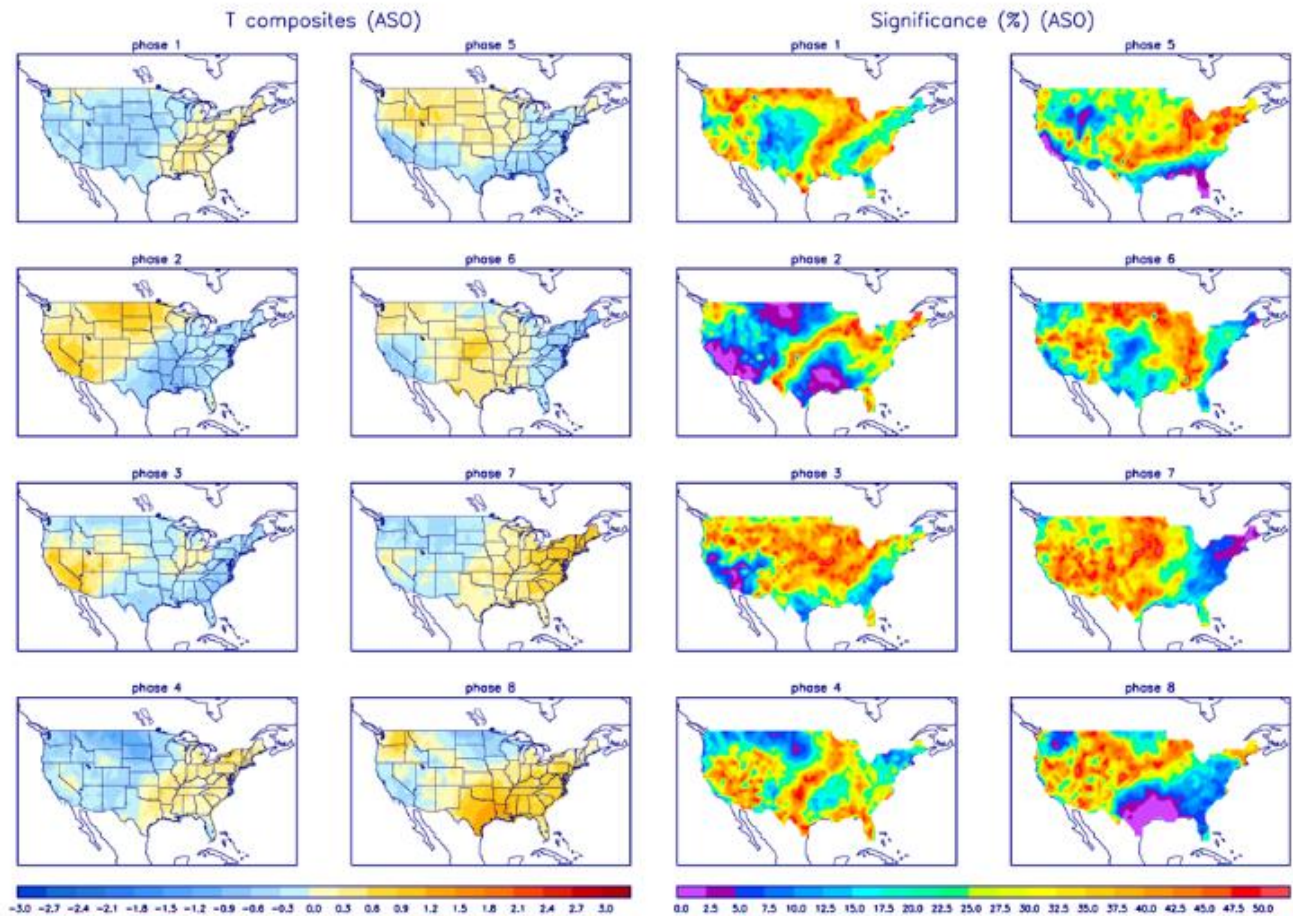 T composites (ASO) Significance (%) (ASO)
phase 1 phase 5 phase 1 phase 5
phase 2 phase 6 phase 2 phase 6
phase 3 phase 7 phase 3 phase 7
phase 4 phase 8 phase 4 phase 8
-3.0 -2.7 -2.4 -2.1 -1.8 -1.5 -1.2 -0.9 -0.6 -0.3 0.0 0.3 0.6 0.9 1.2 1.5 1.8 2.1 2.4 2.7 3.0 0.0 2.5 5.0 7.5 10.0 12.5 15.0 17.5 20.0 22.5 25.0 27.5 30.0 32.5 35.0 37.5 40.0 42.5 45.0 47.5 50.0